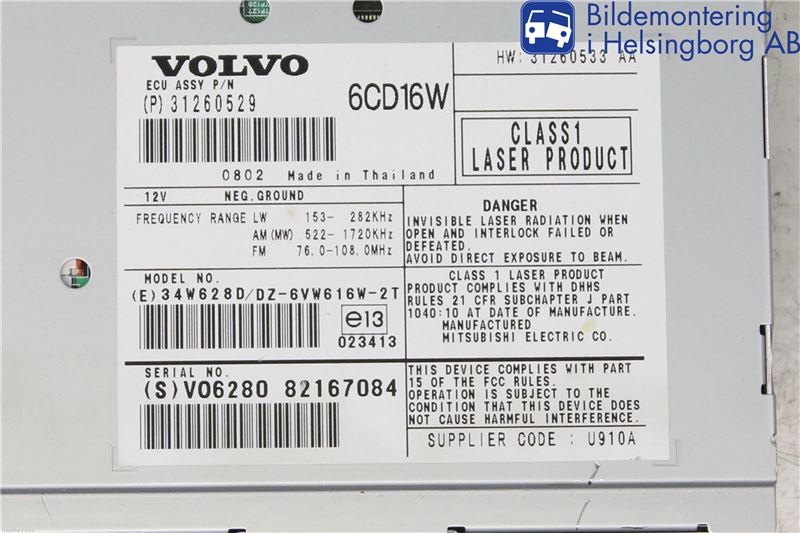 Bildemontering
i Helsingborg AB
VOLVO
ECU ASSY P/N
(P) 31260529
6CD16W
HW: 31260533 AA
CLASS1
LASER PRODUCT
0802 Made in Thailand
12V NEG.GROUND
FREQUENCY RANGE LW 153- 282KHz
AM (MW) 522- 1720KHz
FM 76.0-108.0MHz
DANGER
INVISIBLE LASER RADIATION WHEN
OPEN AND INTERLOCK FAILED OR
DEFEATED.
AVOID DIRECT EXPOSURE TO BEAM.
MODEL NO.
(E) 34W628D/DZ-6VW616W-2T
e13
023413
CLASS 1 LASER PRODUCT
PRODUCT COMPLIES WITH DHHS
RULES 21 CFR SUBCHAPTER J PART
1040:10 AT DATE OF MANUFACTURE.
MANUFACTURED
MITSUBISHI ELECTRIC CO.
SERIAL NO.
(S) V06280 82167084
THIS DEVICE COMPLIES WITH PART
15 OF THE FCC RULES.
OPERATION IS SUBJECT TO THE
CONDITION THAT THIS DEVICE DOES
NOT CAUSE HARMFUL INTERFERENCE.
SUPPLIER CODE : U910A